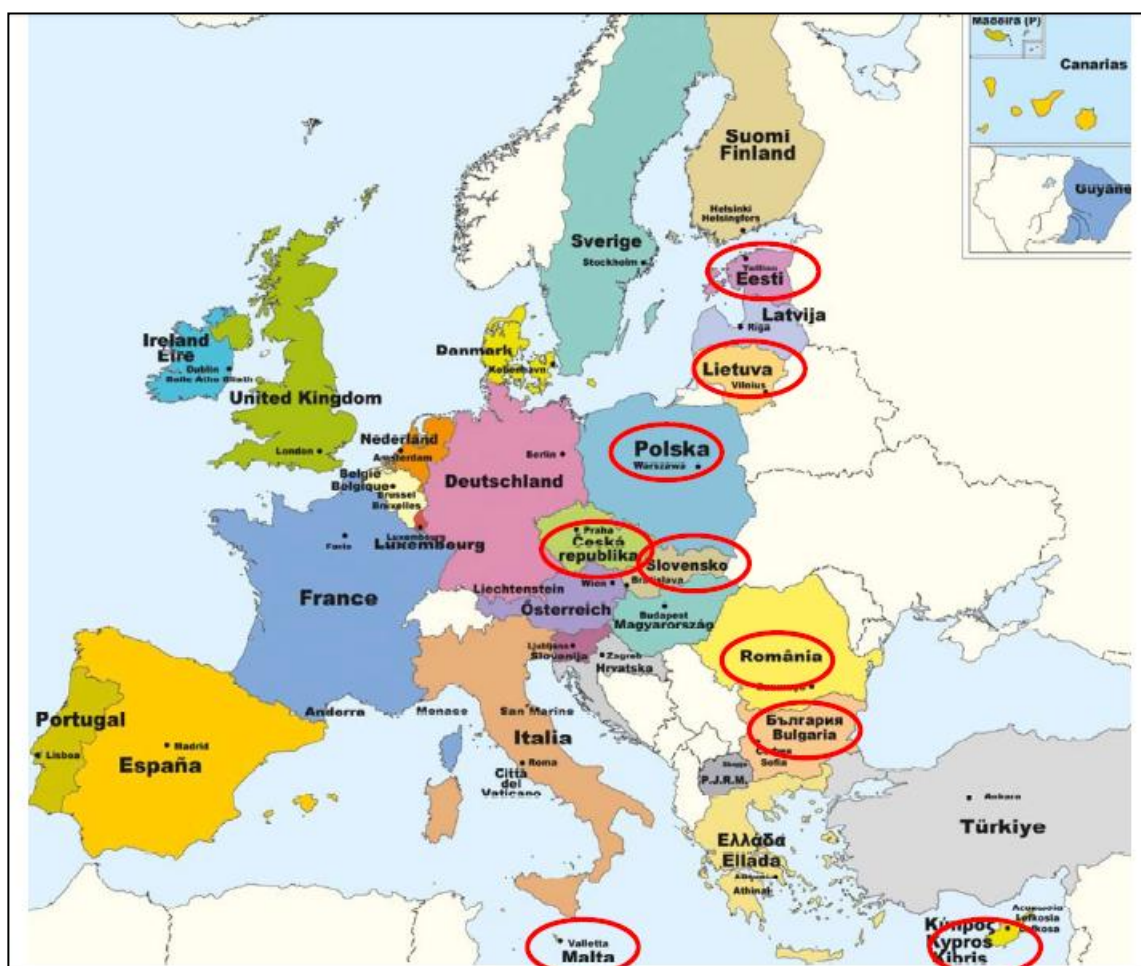 Madeira (P)
Canarias
Guyane
Suomi
Finland
Helsinki
Helsingfors
Sverige
Stockholm
Tallinn
Eesti
Latvija
Riga
Lietuva
Vilnius
Ireland
Éire
Dublin
United Kingdom
London
Danmark
København
Nederland
Amsterdam
België
Belgique
Brussel
Bruxelles
Luxembourg
Luxembourg
Deutschland
Berlin
Polska
Warszawa
Praha
Česká
republika
Slovensko
Bratislava
Liechtenstein
Wien
Österreich
Budapest
Magyarország
France
Paris
Ljubljana
Slovenija
Zagreb
Hrvatska
România
България
Bulgaria
Sofia
Portugal
Lisboa
España
Madrid
Andorra
Monaco
San Marino
Italia
Roma
Città
del
Vaticano
Skopje
P.J.R.M.
Ελλάδα
Ellada
Athinai
Ankara
Türkiye
Valletta
Malta
Κύπρος
Kypros
Kibris
Lefkosia
Lefkosa